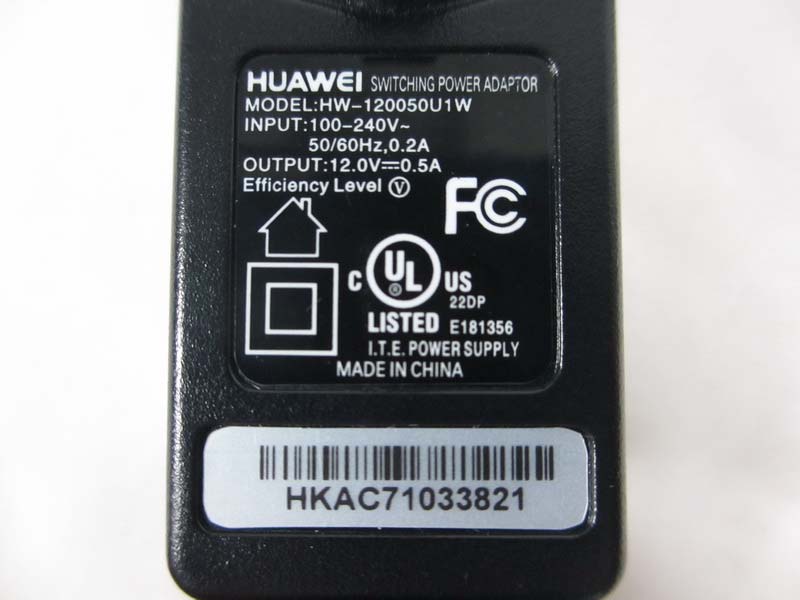 HUAWEI SWITCHING POWER ADAPTOR
MODEL:HW-120050U1W
INPUT:100-240V~
50/60Hz,0.2A
OUTPUT:12.0V⎓0.5A
Efficiency Level Ⓥ
FC
C UL US
®
22DP
LISTED E181356
I.T.E. POWER SUPPLY
MADE IN CHINA
HKAC71033821